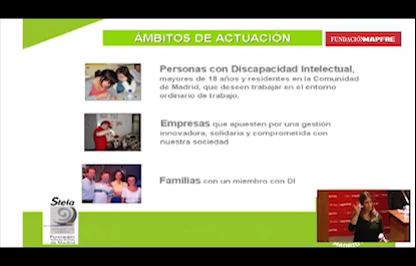 ÁMBITOS DE ACTUACIÓN
FUNDACIÓNMAPFRE
Personas con Discapacidad Intelectual,
mayores de 18 años y residentes en la Comunidad
de Madrid, que deseen trabajar en el entorno
ordinario de trabajo.
Empresas que apuesten por una gestión
innovadora, solidaria y comprometida con
nuestra sociedad
Familias con un miembro con DI
Stela